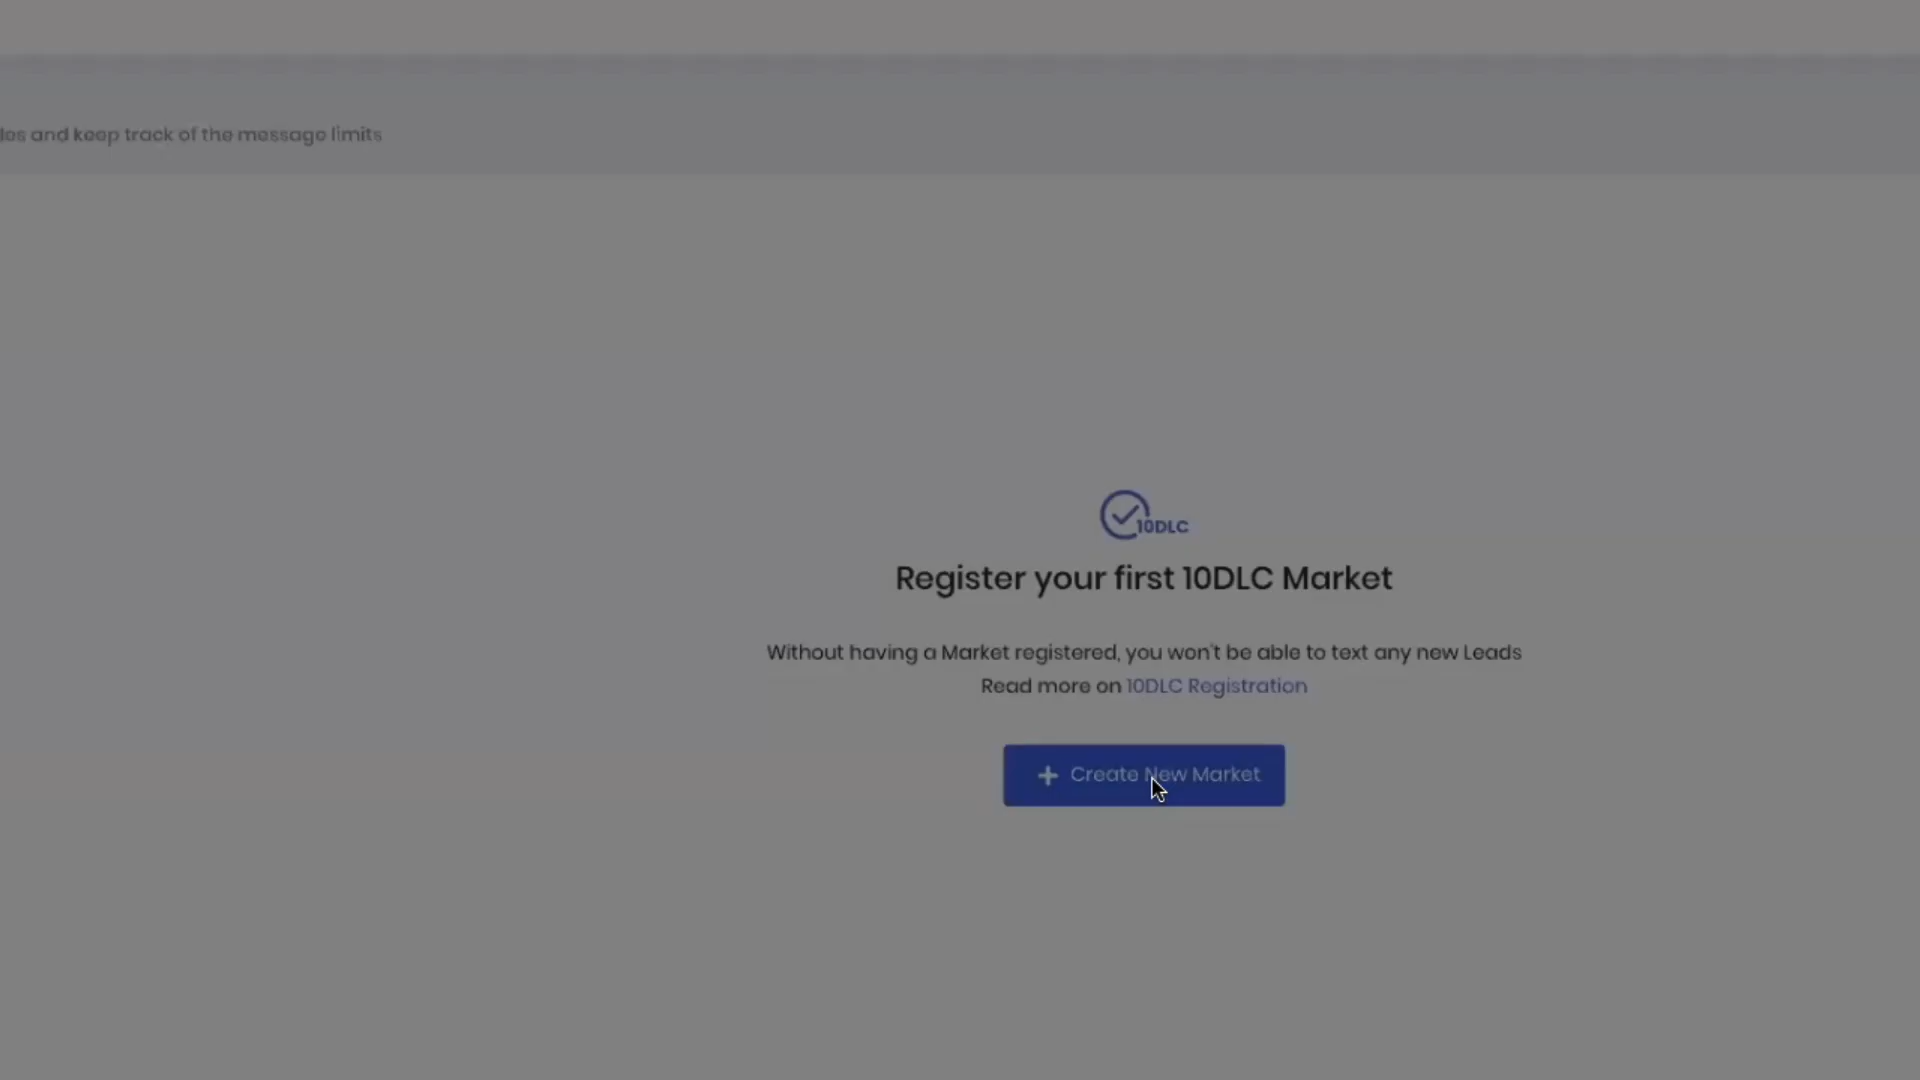 and keep track of the message limits
10DLC
Register your first 10DLC Market
Without having a Market registered, you won't be able to text any new Leads
Read more on 10DLC Registration
+ Create New Market